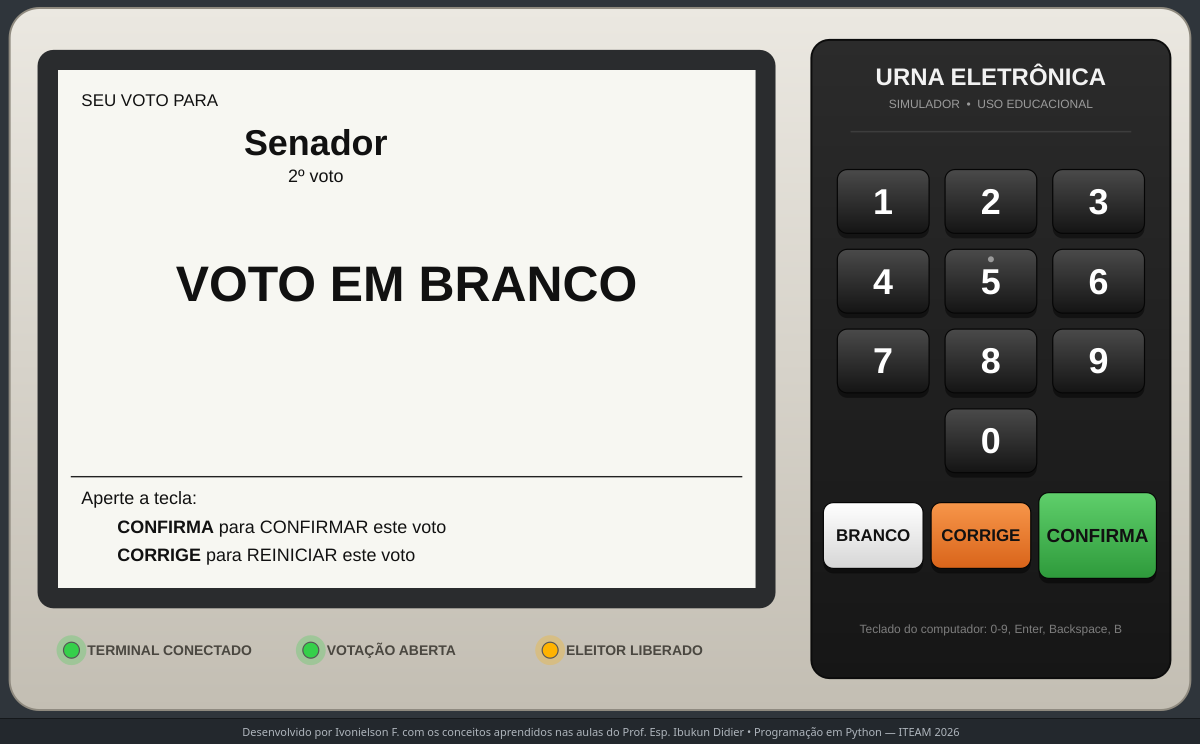 SEU VOTO PARA
Senador
2º voto
VOTO EM BRANCO
Aperte a tecla:
CONFIRMA para CONFIRMAR este voto
CORRIGE para REINICIAR este voto
TERMINAL CONECTADO
VOTAÇÃO ABERTA
ELEITOR LIBERADO
URNA ELETRÔNICA
SIMULADOR • USO EDUCACIONAL
1 2 3
4 5 6
7 8 9
0
BRANCO CORRIGE CONFIRMA
Teclado do computador: 0-9, Enter, Backspace, B
Desenvolvido por Ivonielson F. com os conceitos aprendidos nas aulas do Prof. Esp. Ibukun Didier • Programação em Python — ITEAM 2026